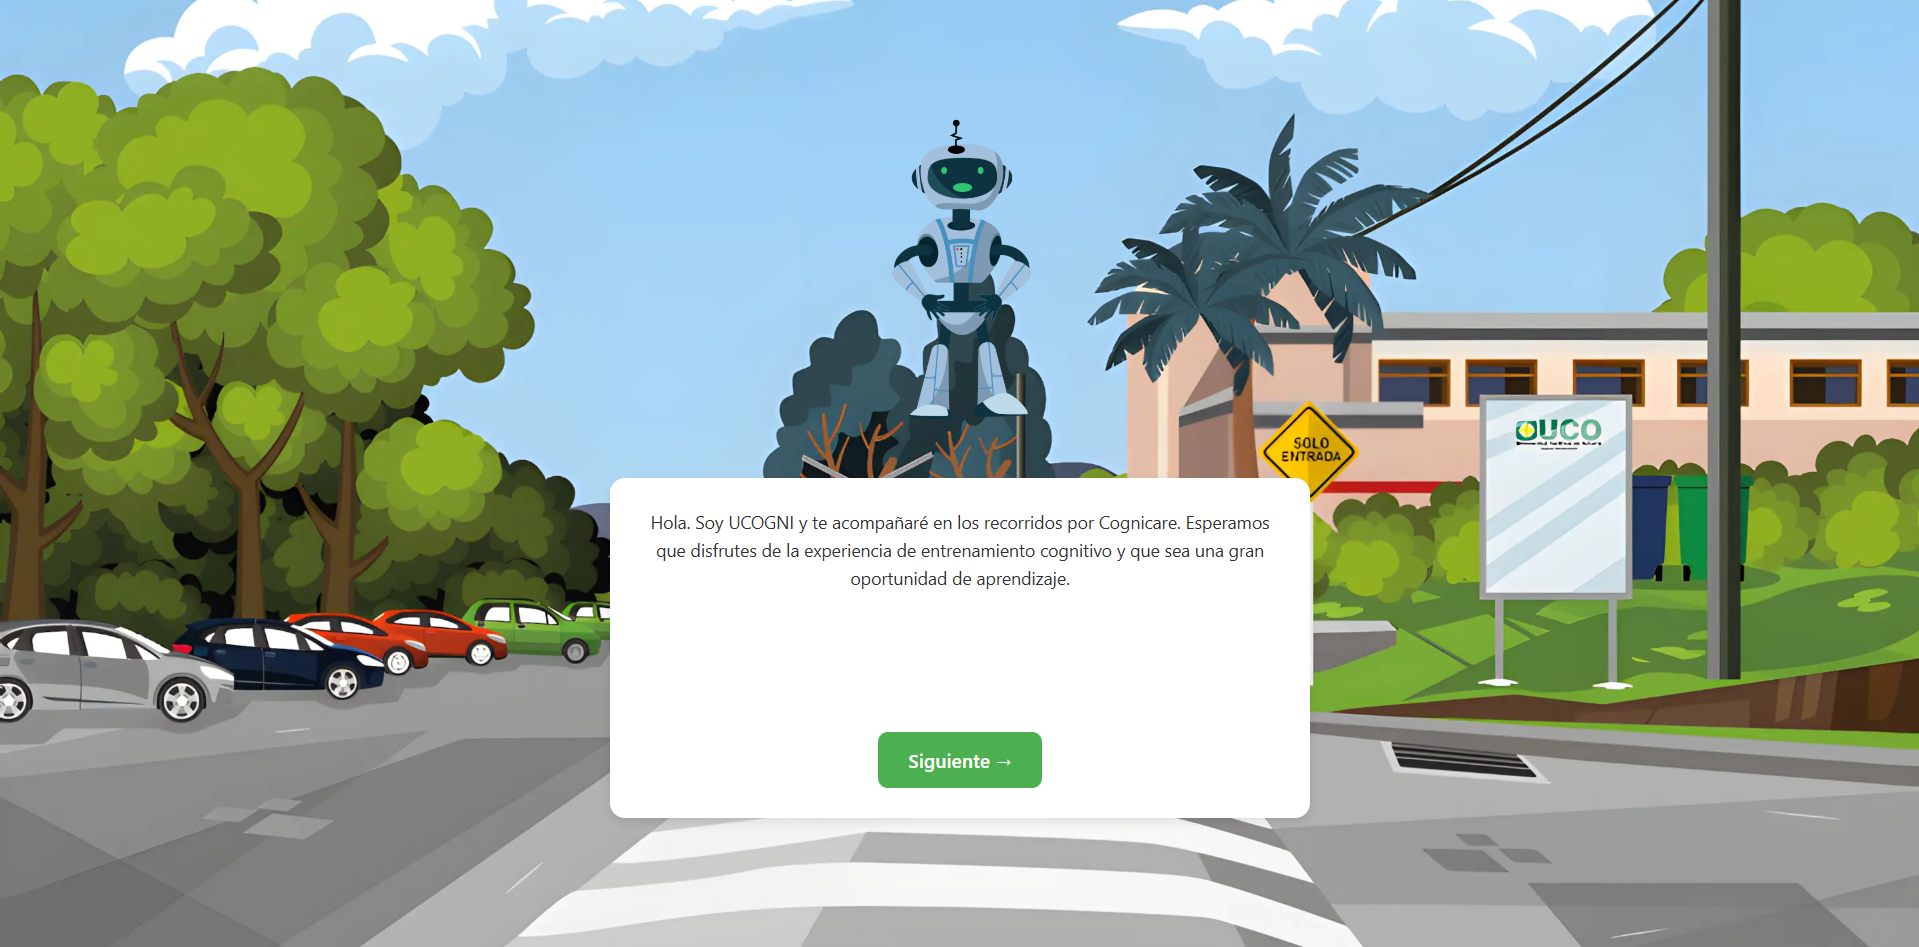 SOLO
ENTRADA
UCO
Hola. Soy UCOGNI y te acompañaré en los recorridos por Cognicare. Esperamos
que disfrutes de la experiencia de entrenamiento cognitivo y que sea una gran
oportunidad de aprendizaje.
Siguiente →